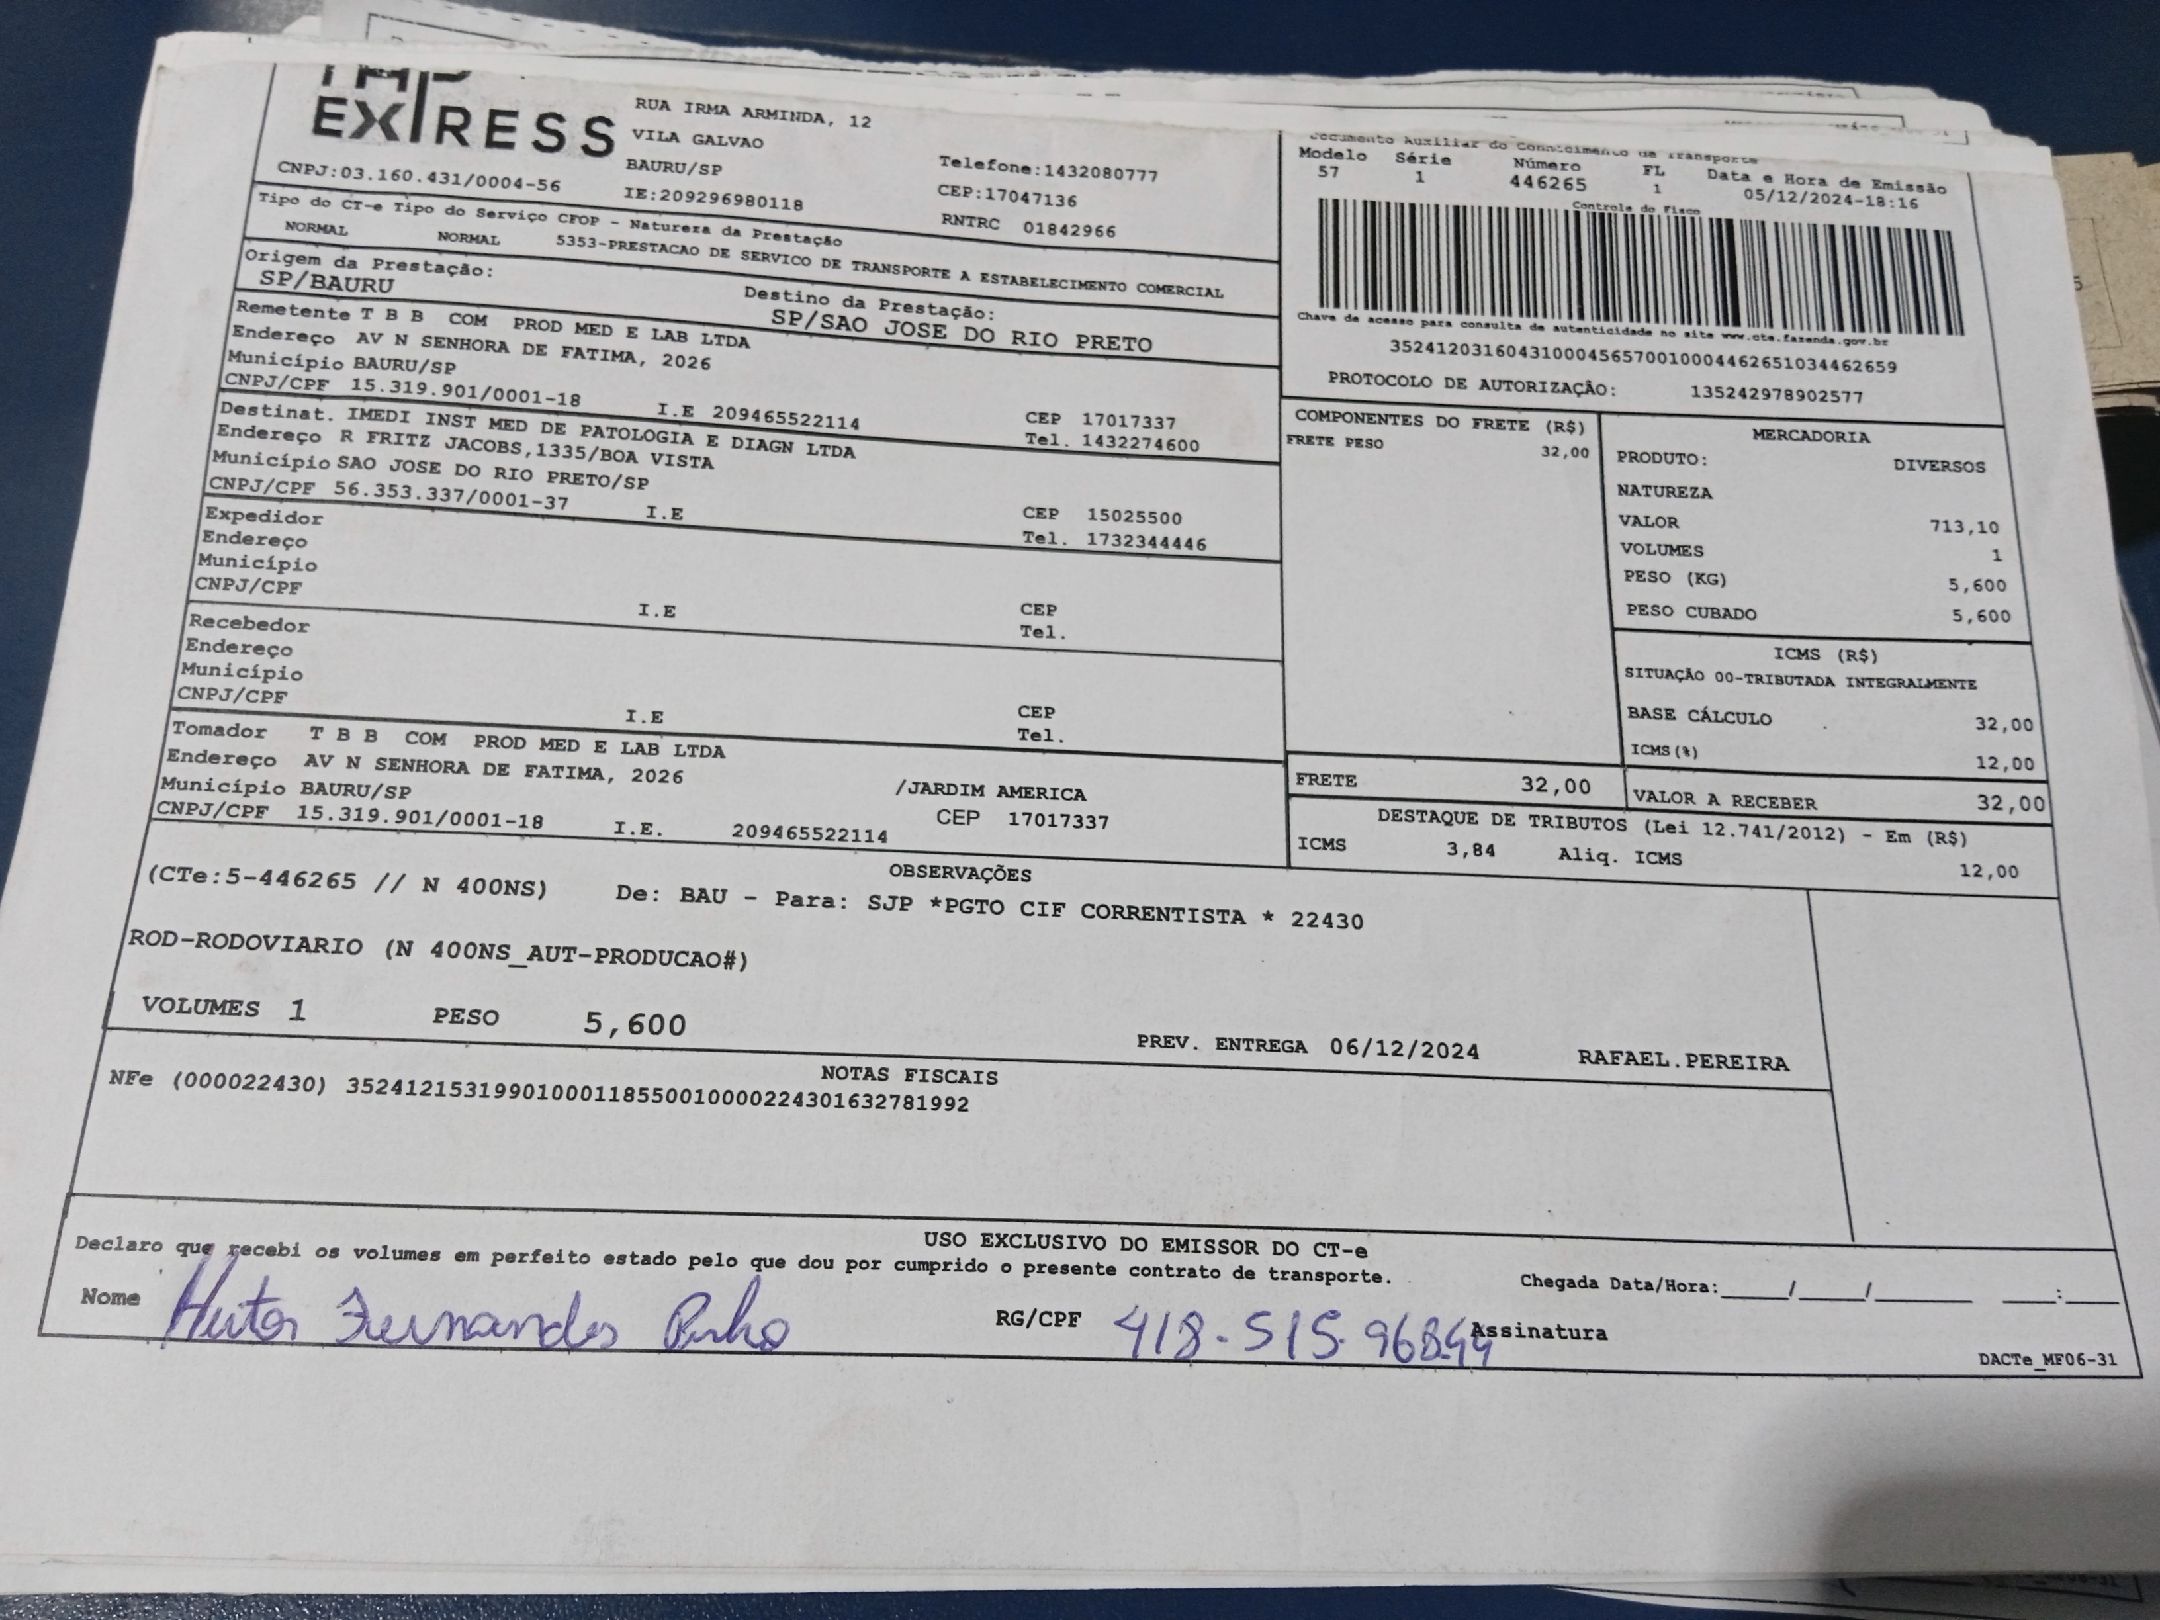 EXPRESS
RUA IRMA ARMINDA, 12
VILA GALVAO
BAURU/SP
Telefone:1432080777
CNPJ:03.160.431/0004-56
IE:209296980118
CEP:17047136
RNTRC 01842966
Documento Auxiliar do Conhecimento de Transporte
Modelo Série Número FL Data e Hora de Emissão
57 1 446265 1 05/12/2024-18:16
Controle do Fisco
Tipo do CT-e Tipo do Serviço CFOP - Natureza da Prestação
NORMAL NORMAL 5353-PRESTACAO DE SERVICO DE TRANSPORTE A ESTABELECIMENTO COMERCIAL
Origem da Prestação:
SP/BAURU
Destino da Prestação:
SP/SAO JOSE DO RIO PRETO
Chave de acesso para consulta de autenticidade no site www.cte.fazenda.gov.br
35241203160431000456570010004462651034462659
PROTOCOLO DE AUTORIZAÇÃO: 135242978902577
Remetente T B B COM PROD MED E LAB LTDA
Endereço AV N SENHORA DE FATIMA, 2026
Município BAURU/SP
CNPJ/CPF 15.319.901/0001-18 I.E 209465522114
CEP 17017337
Tel. 1432274600
Destinat. IMEDI INST MED DE PATOLOGIA E DIAGN LTDA
Endereço R FRITZ JACOBS,1335/BOA VISTA
Município SAO JOSE DO RIO PRETO/SP
CNPJ/CPF 56.353.337/0001-37 I.E
CEP 15025500
Tel. 1732344446
Expedidor
Endereço
Município
CNPJ/CPF I.E CEP
Tel.
Recebedor
Endereço
Município
CNPJ/CPF I.E CEP
Tel.
Tomador T B B COM PROD MED E LAB LTDA
Endereço AV N SENHORA DE FATIMA, 2026 /JARDIM AMERICA
Município BAURU/SP CEP 17017337
CNPJ/CPF 15.319.901/0001-18 I.E. 209465522114
COMPONENTES DO FRETE (R$)
FRETE PESO 32,00
MERCADORIA
PRODUTO: DIVERSOS
NATUREZA
VALOR 713,10
VOLUMES 1
PESO (KG) 5,600
PESO CUBADO 5,600
ICMS (R$)
SITUAÇÃO 00-TRIBUTADA INTEGRALMENTE
BASE CÁLCULO 32,00
ICMS(%) 12,00
FRETE 32,00
VALOR A RECEBER 32,00
DESTAQUE DE TRIBUTOS (Lei 12.741/2012) - Em (R$)
ICMS 3,84 Aliq. ICMS 12,00
OBSERVAÇÕES
(CTe:5-446265 // N 400NS) De: BAU - Para: SJP *PGTO CIF CORRENTISTA * 22430
ROD-RODOVIARIO (N 400NS_AUT-PRODUCAO#)
VOLUMES 1 PESO 5,600
PREV. ENTREGA 06/12/2024 RAFAEL.PEREIRA
NOTAS FISCAIS
NFe (000022430) 35241215319901000118550010000224301632781992
USO EXCLUSIVO DO EMISSOR DO CT-e
Declaro que recebi os volumes em perfeito estado pelo que dou por cumprido o presente contrato de transporte.
Chegada Data/Hora:_____/_____/_______ ____:____
Nome Fernandes RG/CPF 418-515-968.44 Assinatura
DACTe_MF06-31